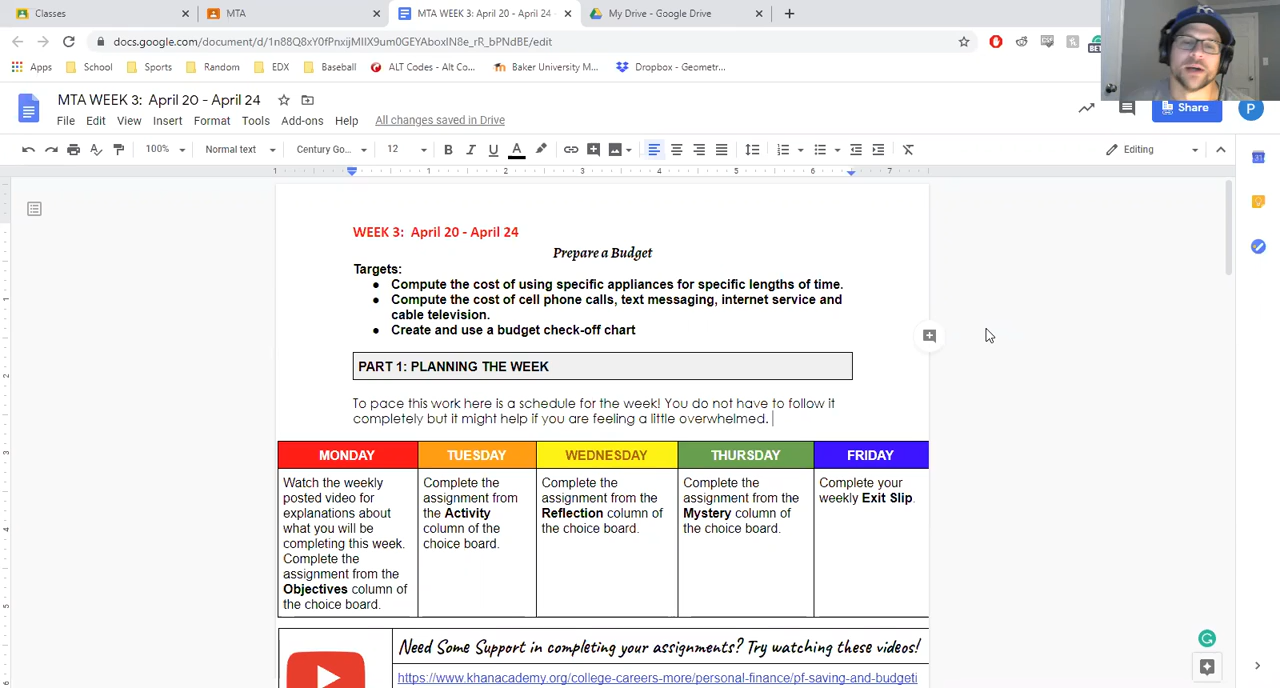 Classes
MTA
MTA WEEK 3: April 20 - April 24 -
My Drive - Google Drive
docs.google.com/document/d/1n88Q8xY0fPnxijMIIX9um0GEYAboxIN8e_rR_bPNdBE/edit
Apps
School
Sports
Random
EDX
Baseball
ALT Codes - Alt Co...
Baker University M...
Dropbox - Geometr...
MTA WEEK 3: April 20 - April 24
File Edit View Insert Format Tools Add-ons Help All changes saved in Drive
Share
P
100% Normal text Century Go... 12 B I U A Editing
1 1 2 3 4 5 6 7
WEEK 3: April 20 - April 24
Prepare a Budget
Targets:
● Compute the cost of using specific appliances for specific lengths of time.
● Compute the cost of cell phone calls, text messaging, internet service and
cable television.
● Create and use a budget check-off chart
PART 1: PLANNING THE WEEK
To pace this work here is a schedule for the week! You do not have to follow it
completely but it might help if you are feeling a little overwhelmed.
MONDAY TUESDAY WEDNESDAY THURSDAY FRIDAY
Watch the weekly
posted video for
explanations about
what you will be
completing this week.
Complete the
assignment from the
Objectives column of
the choice board.
Complete the
assignment from
the Activity
column of the
choice board.
Complete the
assignment from the
Reflection column of
the choice board.
Complete the
assignment from the
Mystery column of
the choice board.
Complete your
weekly Exit Slip.
Need Some Support in completing your assignments? Try watching these videos!
https://www.khanacademy.org/college-careers-more/personal-finance/pf-saving-and-budgeti